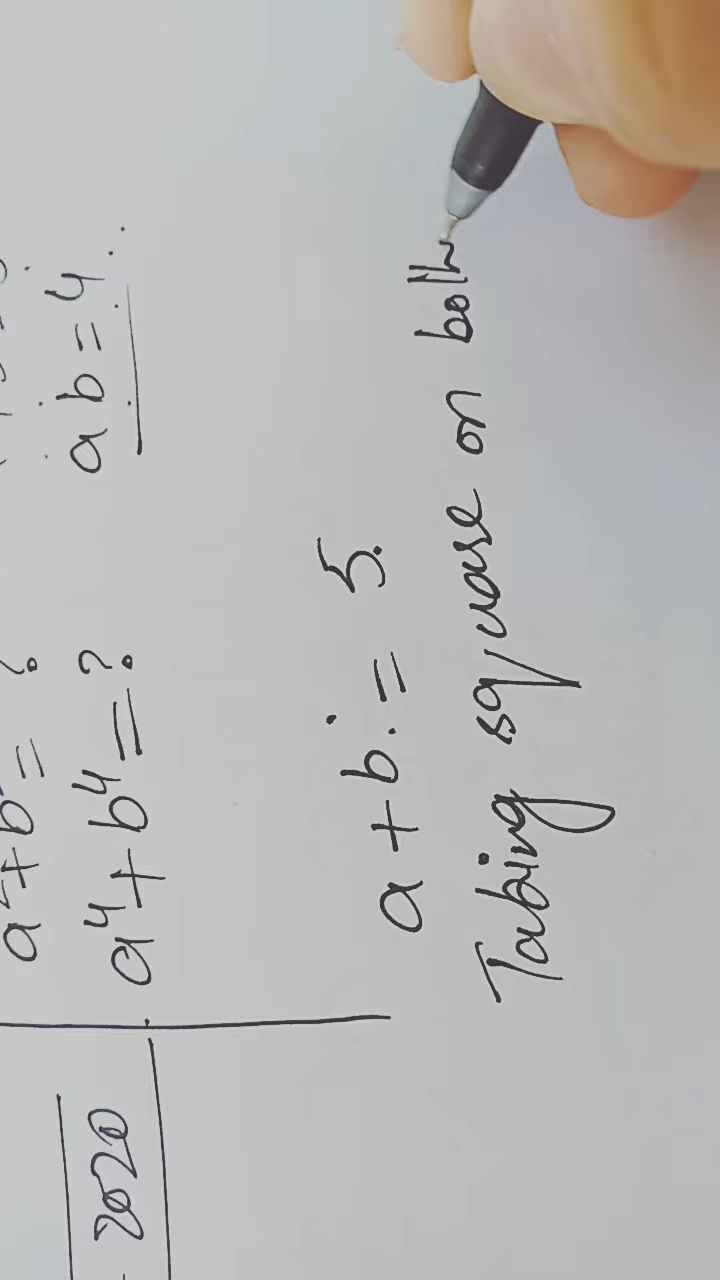 ab = 4
a⁴ + b⁴ = ?
a + b = 5
Taking square on both
2020